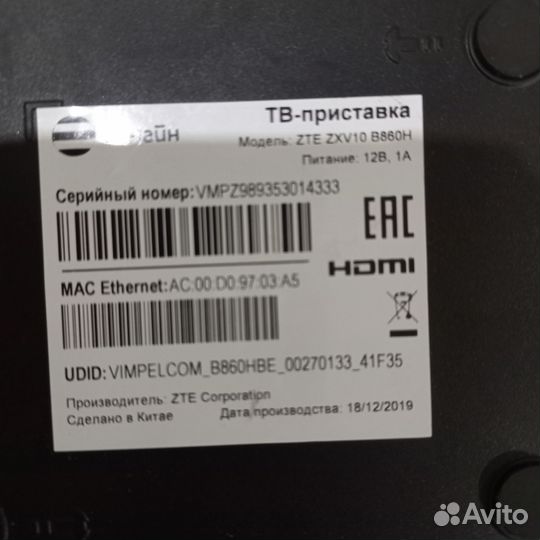 ТВ-приставка
Модель: ZTE ZXV10 B860H
Питание: 12В, 1А
Серийный номер: VMPZ989353014333
EAC
HDMI
MAC Ethernet: AC:00:D0:97:03:A5
UDID: VIMPELCOM_B860HBE_00270133_41F35
Производитель: ZTE Corporation
Сделано в Китае
Дата производства: 18/12/2019
Avito